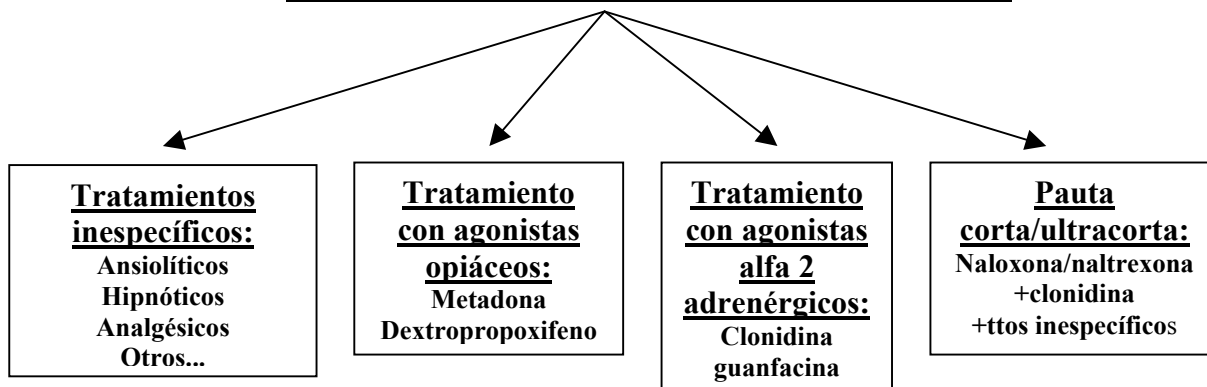 Tratamientos
inespecíficos:
Ansiolíticos
Hipnóticos
Analgésicos
Otros...
Tratamiento
con agonistas
opiáceos:
Metadona
Dextropropoxifeno
Tratamiento
con agonistas
alfa 2
adrenérgicos:
Clonidina
guanfacina
Pauta
corta/ultracorta:
Naloxona/naltrexona
+clonidina
+ttos inespecíficos